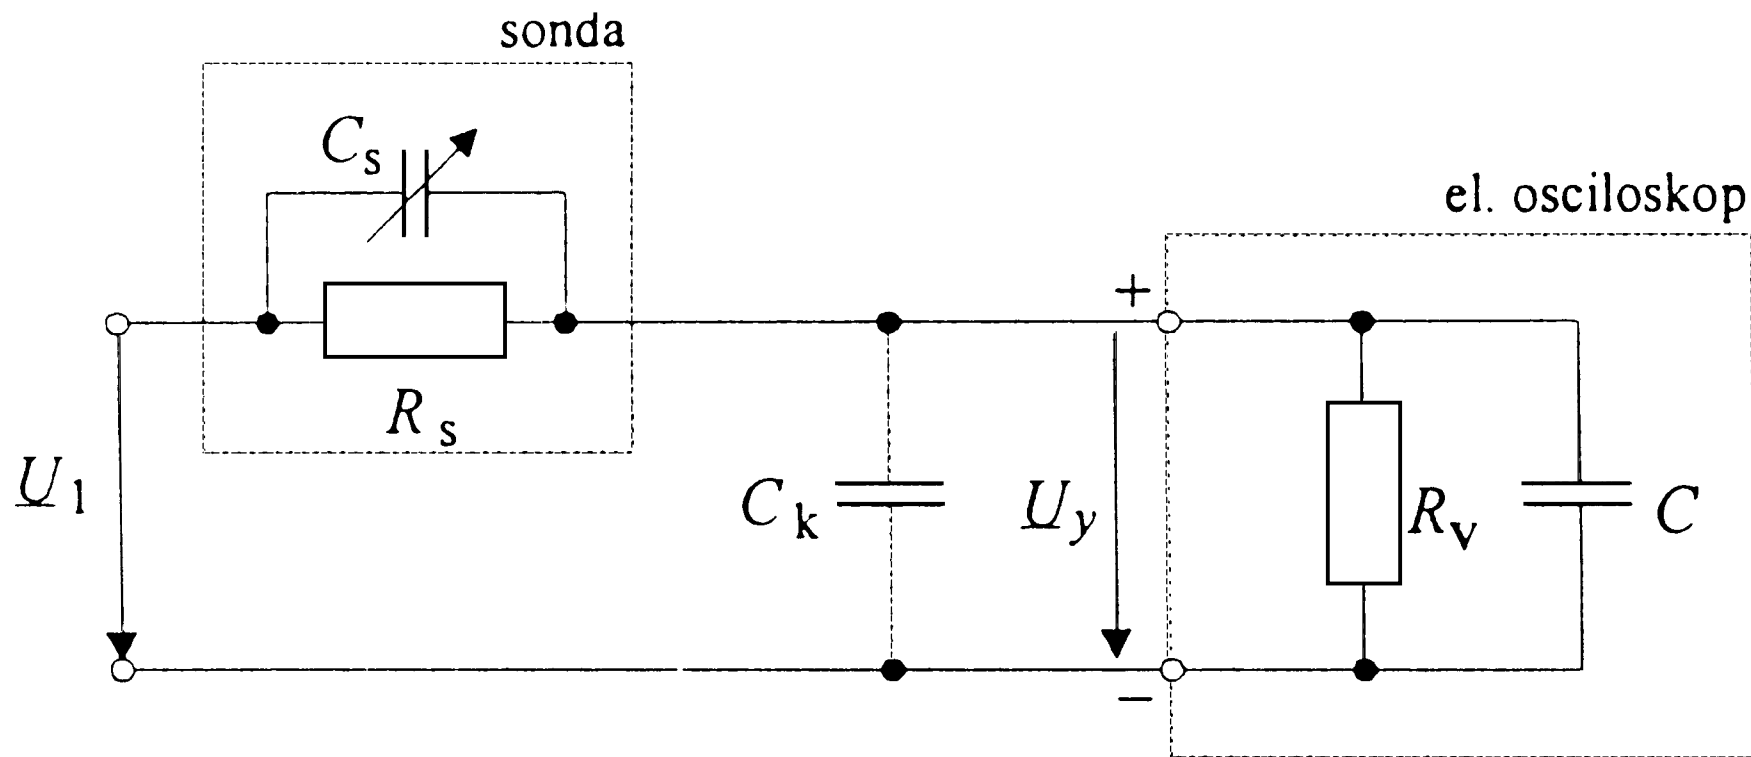 sonda
C_s
el. osciloskop
+
R_s
U_1
C_k
U_y
R_v
C
−